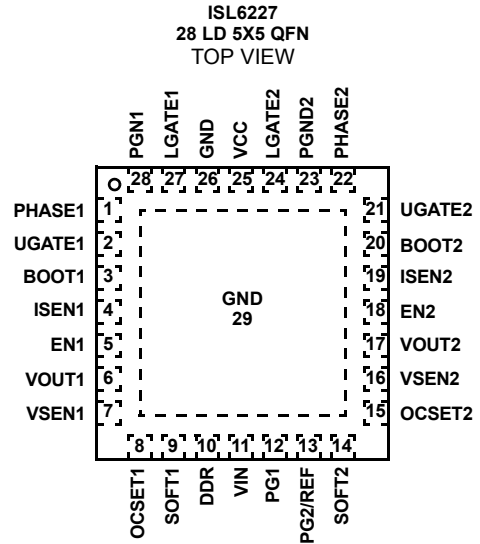 ISL6227
28 LD 5X5 QFN
TOP VIEW
PGN1
LGATE1
GND
VCC
LGATE2
PGND2
PHASE2
28
27
26
25
24
23
22
PHASE1 1
UGATE1 2
BOOT1 3
ISEN1 4
EN1 5
VOUT1 6
VSEN1 7
GND
29
21 UGATE2
20 BOOT2
19 ISEN2
18 EN2
17 VOUT2
16 VSEN2
15 OCSET2
8
9
10
11
12
13
14
OCSET1
SOFT1
DDR
VIN
PG1
PG2/REF
SOFT2